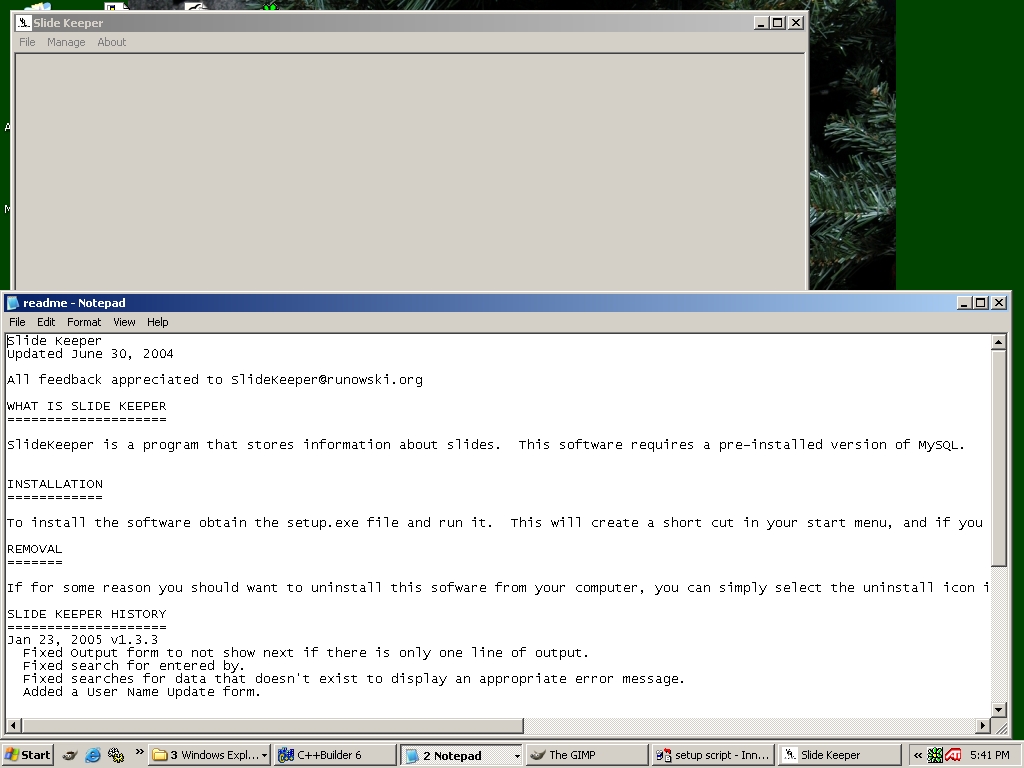 Slide Keeper
File Manage About
A
M
readme - Notepad
File Edit Format View Help
Slide Keeper
Updated June 30, 2004
All feedback appreciated to SlideKeeper@runowski.org
WHAT IS SLIDE KEEPER
====================
SlideKeeper is a program that stores information about slides.  This software requires a pre-installed version of MySQL.
INSTALLATION
============
To install the software obtain the setup.exe file and run it.  This will create a short cut in your start menu, and if you
REMOVAL
=======
If for some reason you should want to uninstall this sofware from your computer, you can simply select the uninstall icon i
SLIDE KEEPER HISTORY
====================
Jan 23, 2005 v1.3.3
  Fixed Output form to not show next if there is only one line of output.
  Fixed search for entered by.
  Fixed searches for data that doesn't exist to display an appropriate error message.
  Added a User Name Update form.
Start » 3 Windows Expl... C++Builder 6 2 Notepad The GIMP setup script - Inn... Slide Keeper « ATI 5:41 PM